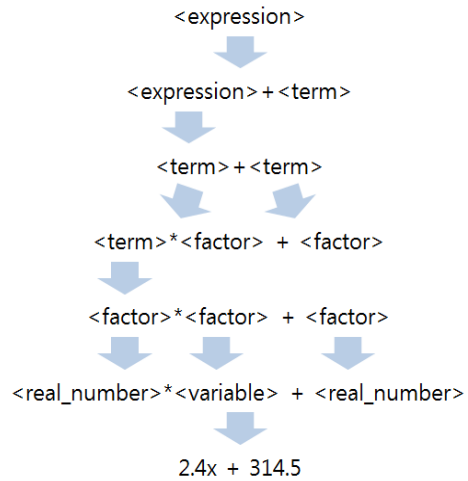 <expression>
<expression>+<term>
<term>+<term>
<term>*<factor> + <factor>
<factor>*<factor> + <factor>
<real_number>*<variable> + <real_number>
2.4x + 314.5